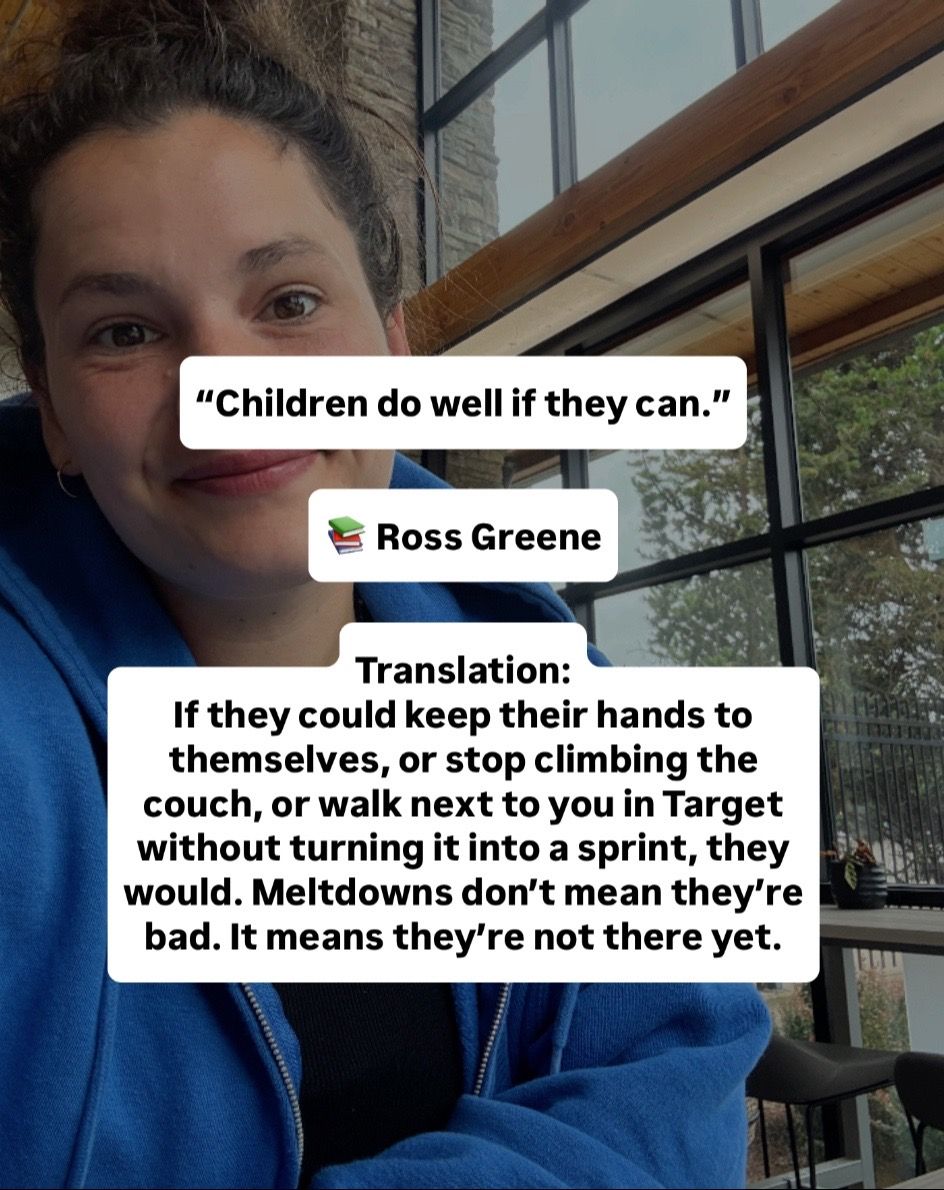 “Children do well if they can.”
📚 Ross Greene
Translation:
If they could keep their hands to
themselves, or stop climbing the
couch, or walk next to you in Target
without turning it into a sprint, they
would. Meltdowns don’t mean they’re
bad. It means they’re not there yet.